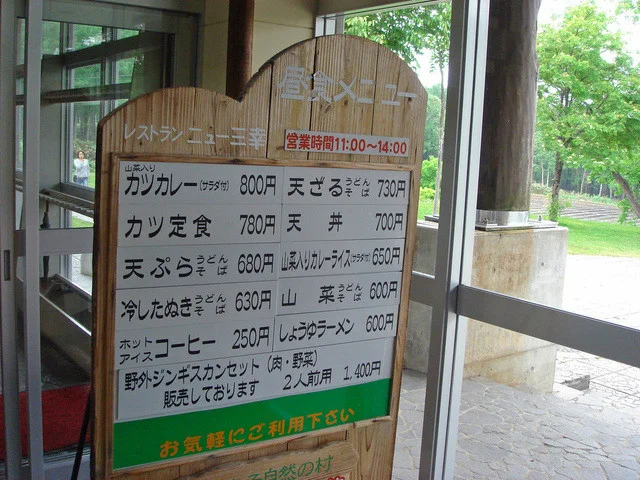 昼食メニュー
レストラン ニュー三幸
営業時間11:00～14:00
山菜入り
カツカレー(サラダ付) 800円
天ざる うどん そば 730円
カツ定食 780円
天丼 700円
天ぷら うどん そば 680円
山菜入りカレーライス(サラダ付) 650円
冷したぬき うどん そば 630円
山菜 うどん そば 600円
ホット アイス コーヒー 250円
しょうゆラーメン 600円
野外ジンギスカンセット (肉・野菜)
販売しております 2人前用 1,400円
お気軽にご利用下さい
自然の村